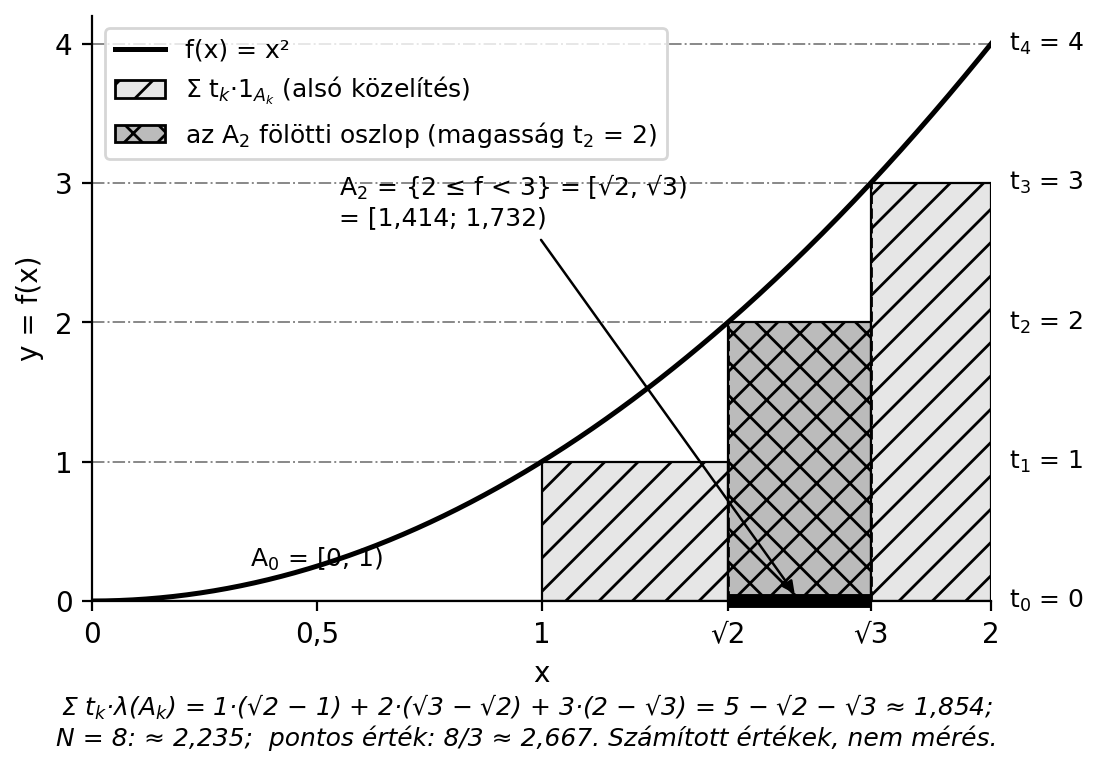 f(x) = x²
Σ tₖ·1_{Aₖ} (alsó közelítés)
az A₂ fölötti oszlop (magasság t₂ = 2)
A₂ = {2 ≤ f < 3} = [√2, √3)
= [1,414; 1,732)
A₀ = [0, 1)
y = f(x)
4
3
2
1
0
t₄ = 4
t₃ = 3
t₂ = 2
t₁ = 1
t₀ = 0
0 0,5 1 √2 √3 2
x
Σ tₖ·λ(Aₖ) = 1·(√2 − 1) + 2·(√3 − √2) + 3·(2 − √3) = 5 − √2 − √3 ≈ 1,854;
N = 8: ≈ 2,235; pontos érték: 8/3 ≈ 2,667. Számított értékek, nem mérés.